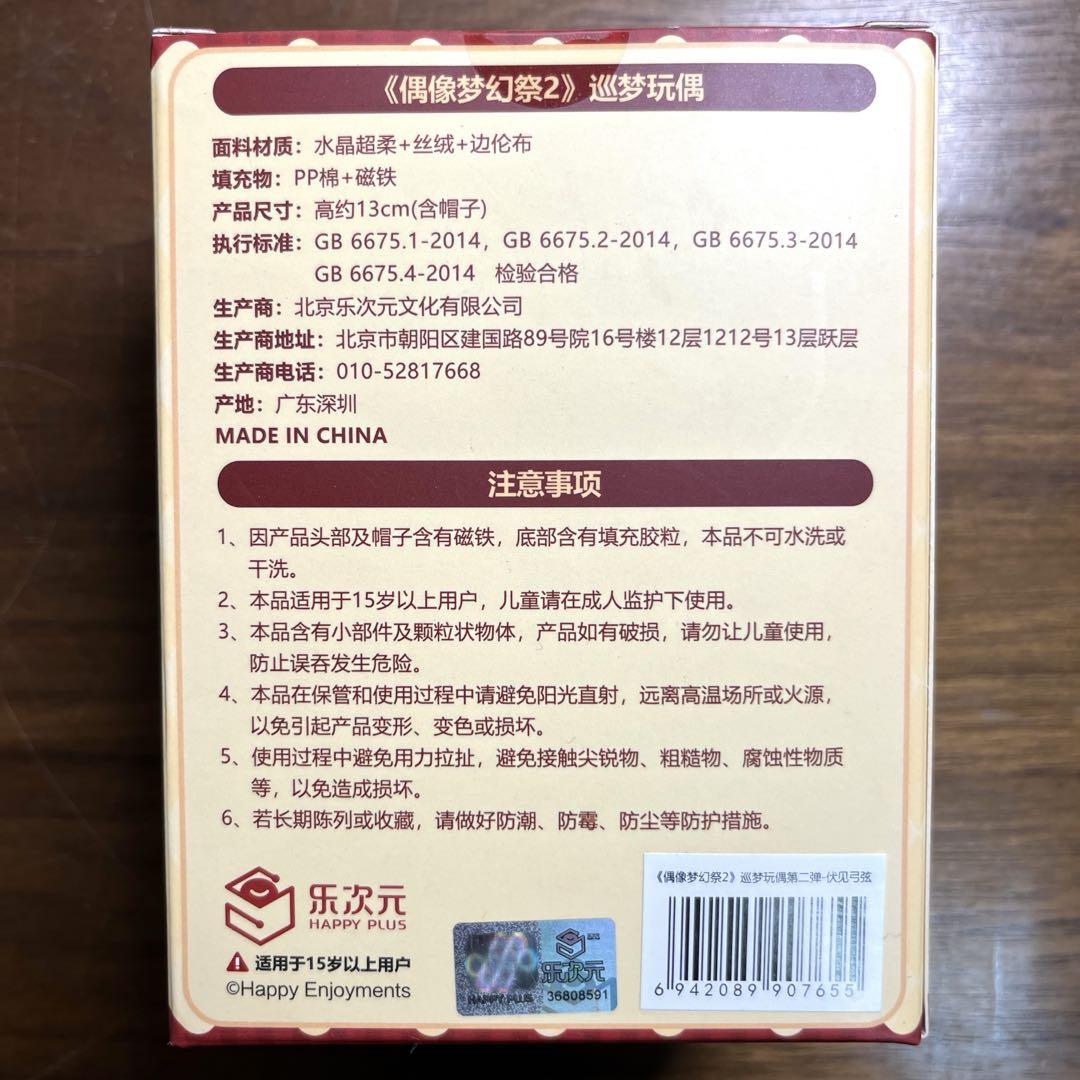 《偶像梦幻祭2》巡梦玩偶
面料材质：水晶超柔+丝绒+边伦布
填充物：PP棉+磁铁
产品尺寸：高约13cm(含帽子)
执行标准：GB 6675.1-2014，GB 6675.2-2014，GB 6675.3-2014
GB 6675.4-2014 检验合格
生产商：北京乐次元文化有限公司
生产商地址：北京市朝阳区建国路89号院16号楼12层1212号13层跃层
生产商电话：010-52817668
产地：广东深圳
MADE IN CHINA
注意事项
1、因产品头部及帽子含有磁铁，底部含有填充胶粒，本品不可水洗或
干洗。
2、本品适用于15岁以上用户，儿童请在成人监护下使用。
3、本品含有小部件及颗粒状物体，产品如有破损，请勿让儿童使用，
防止误吞发生危险。
4、本品在保管和使用过程中请避免阳光直射，远离高温场所或火源，
以免引起产品变形、变色或损坏。
5、使用过程中避免用力拉扯，避免接触尖锐物、粗糙物、腐蚀性物质
等，以免造成损坏。
6、若长期陈列或收藏，请做好防潮、防霉、防尘等防护措施。
乐次元
HAPPY PLUS
适用于15岁以上用户
©Happy Enjoyments
乐次元
HAPPY PLUS
36808591
《偶像梦幻祭2》巡梦玩偶第二弹-伏见弓弦
6 942089 907655